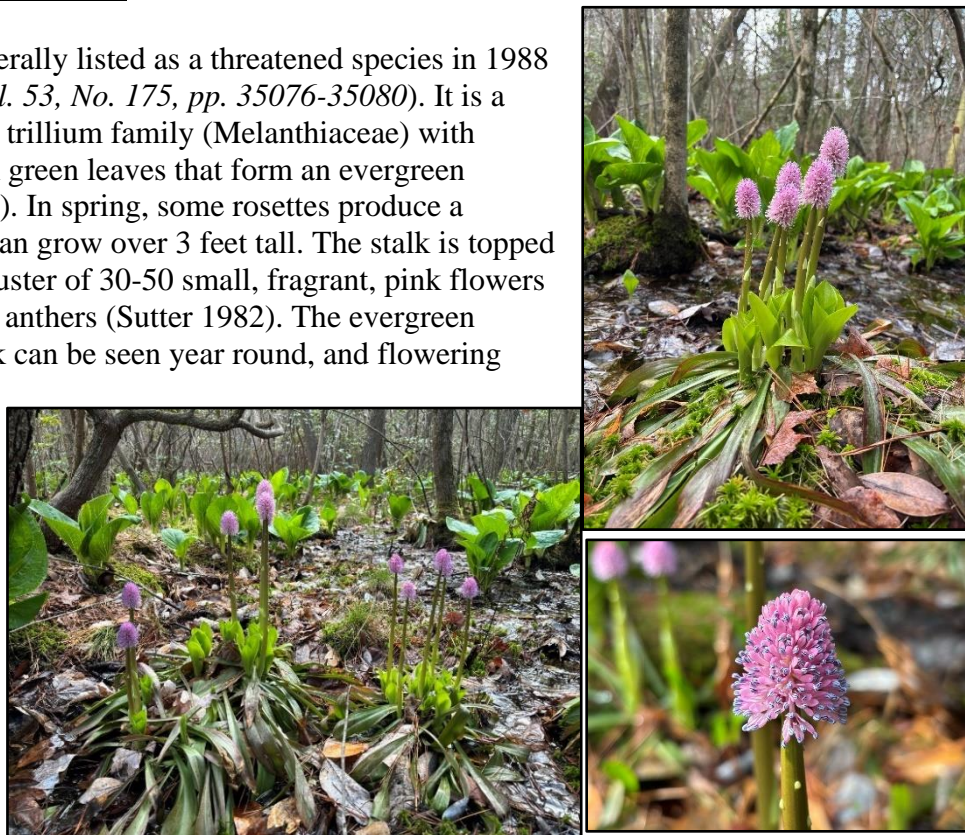 erally listed as a threatened species in 1988
l. 53, No. 175, pp. 35076-35080). It is a
trillium family (Melanthiaceae) with
green leaves that form an evergreen
). In spring, some rosettes produce a
an grow over 3 feet tall. The stalk is topped
uster of 30-50 small, fragrant, pink flowers
anthers (Sutter 1982). The evergreen
k can be seen year round, and flowering